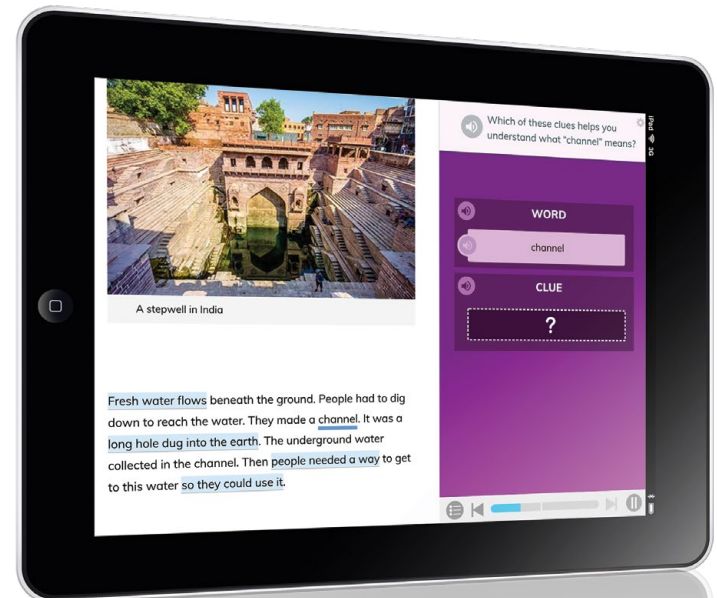 A stepwell in India
Fresh water flows beneath the ground. People had to dig
down to reach the water. They made a channel. It was a
long hole dug into the earth. The underground water
collected in the channel. Then people needed a way to get
to this water so they could use it.
Which of these clues helps you
understand what "channel" means?
WORD
channel
CLUE
?
iPad 3G